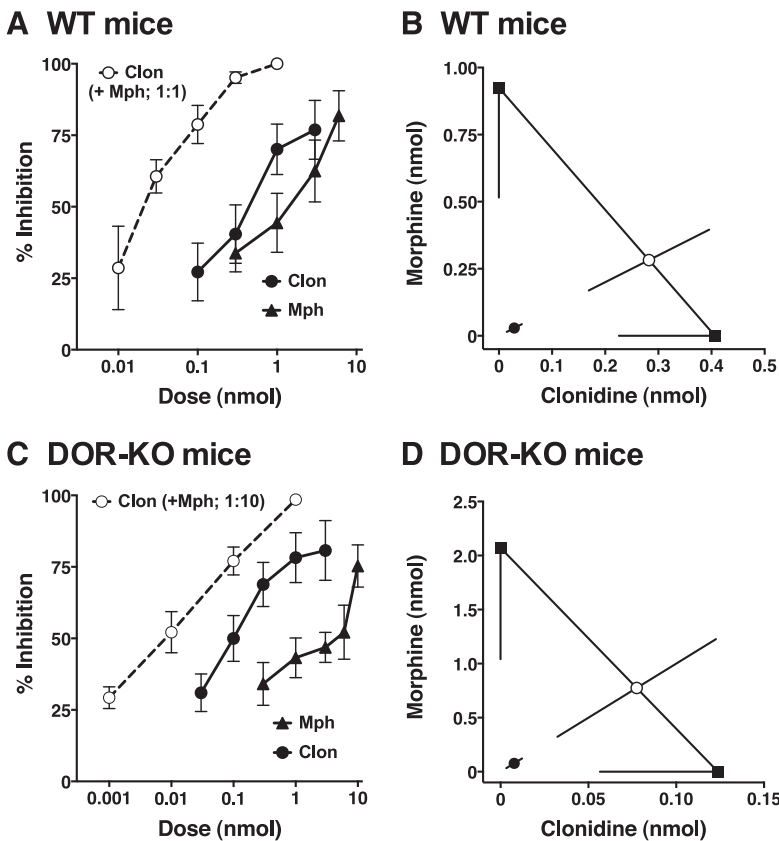 A WT mice
100
75
50
25
0
% Inhibition
Clon
(+ Mph; 1:1)
Clon
Mph
0.01
0.1
1
10
Dose (nmol)
B WT mice
1.00
0.75
0.50
0.25
0
Morphine (nmol)
0
0.1
0.2
0.3
0.4
0.5
Clonidine (nmol)
C DOR-KO mice
100
75
50
25
0
% Inhibition
Clon (+Mph; 1:10)
Mph
Clon
0.001
0.01
0.1
1
10
Dose (nmol)
D DOR-KO mice
2.5
2.0
1.5
1.0
0.5
0
Morphine (nmol)
0
0.05
0.10
0.15
Clonidine (nmol)